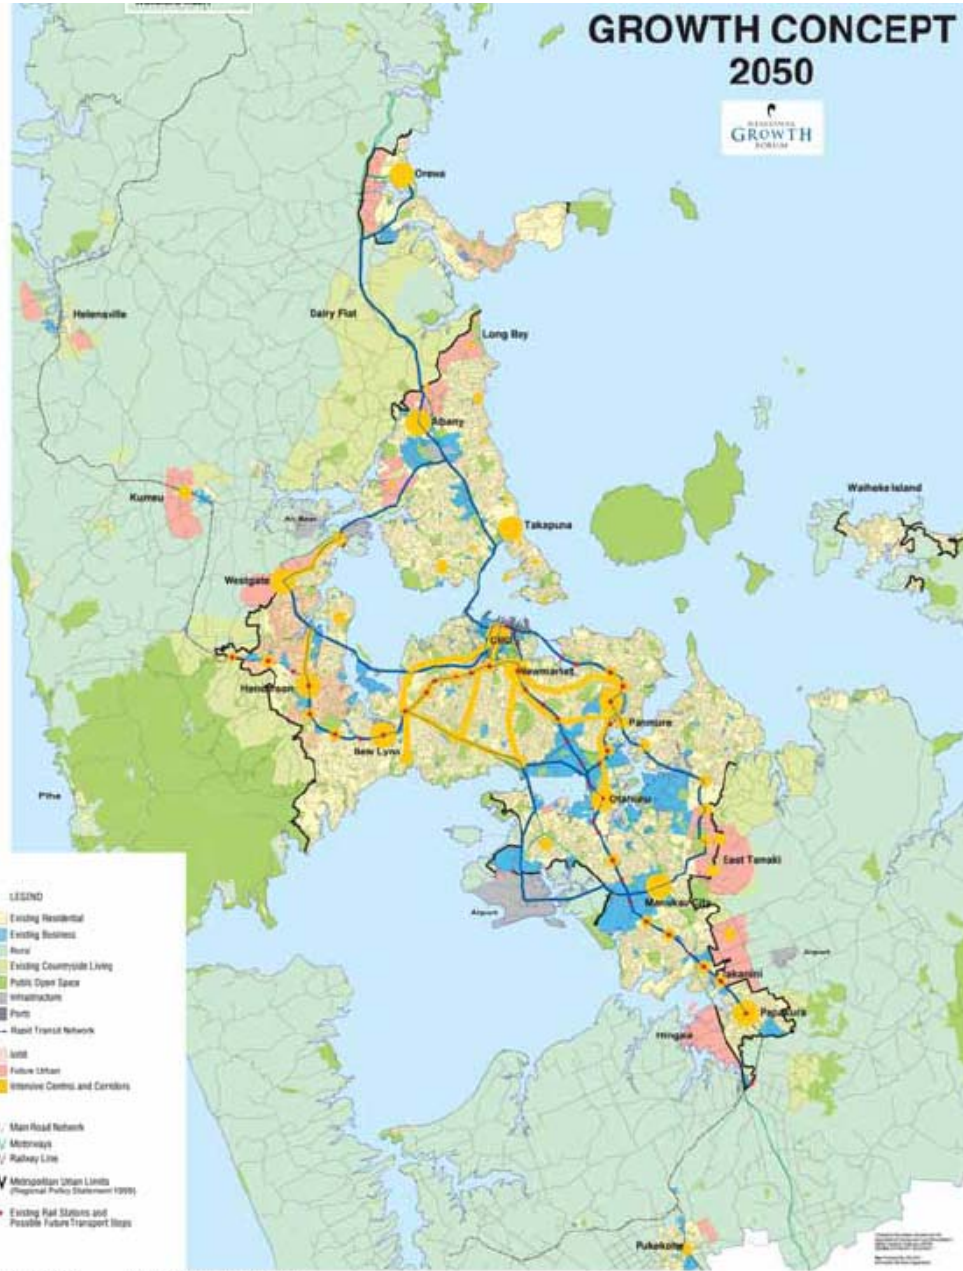 GROWTH CONCEPT
2050
GROWTH
FORUM
Orewa
Helensville
Dairy Flat
Long Bay
Albany
Kumeu
Waiheke Island
Takapuna
Westgate
CBD
Newmarket
Henderson
Panmure
New Lynn
Piha
Otahuhu
East Tamaki
Manukau City
Airport
Airport
Takanini
Papakura
Hingaia
Pukekohe
LEGEND
Existing Residential
Existing Business
Rural
Existing Countryside Living
Public Open Space
Infrastructure
Ports
Rapid Transit Network
Infill
Future Urban
Intensive Centres and Corridors
Main Road Network
Motorways
Railway Line
Metropolitan Urban Limits
(Regional Policy Statement 1999)
Existing Rail Stations and
Possible Future Transport Stops